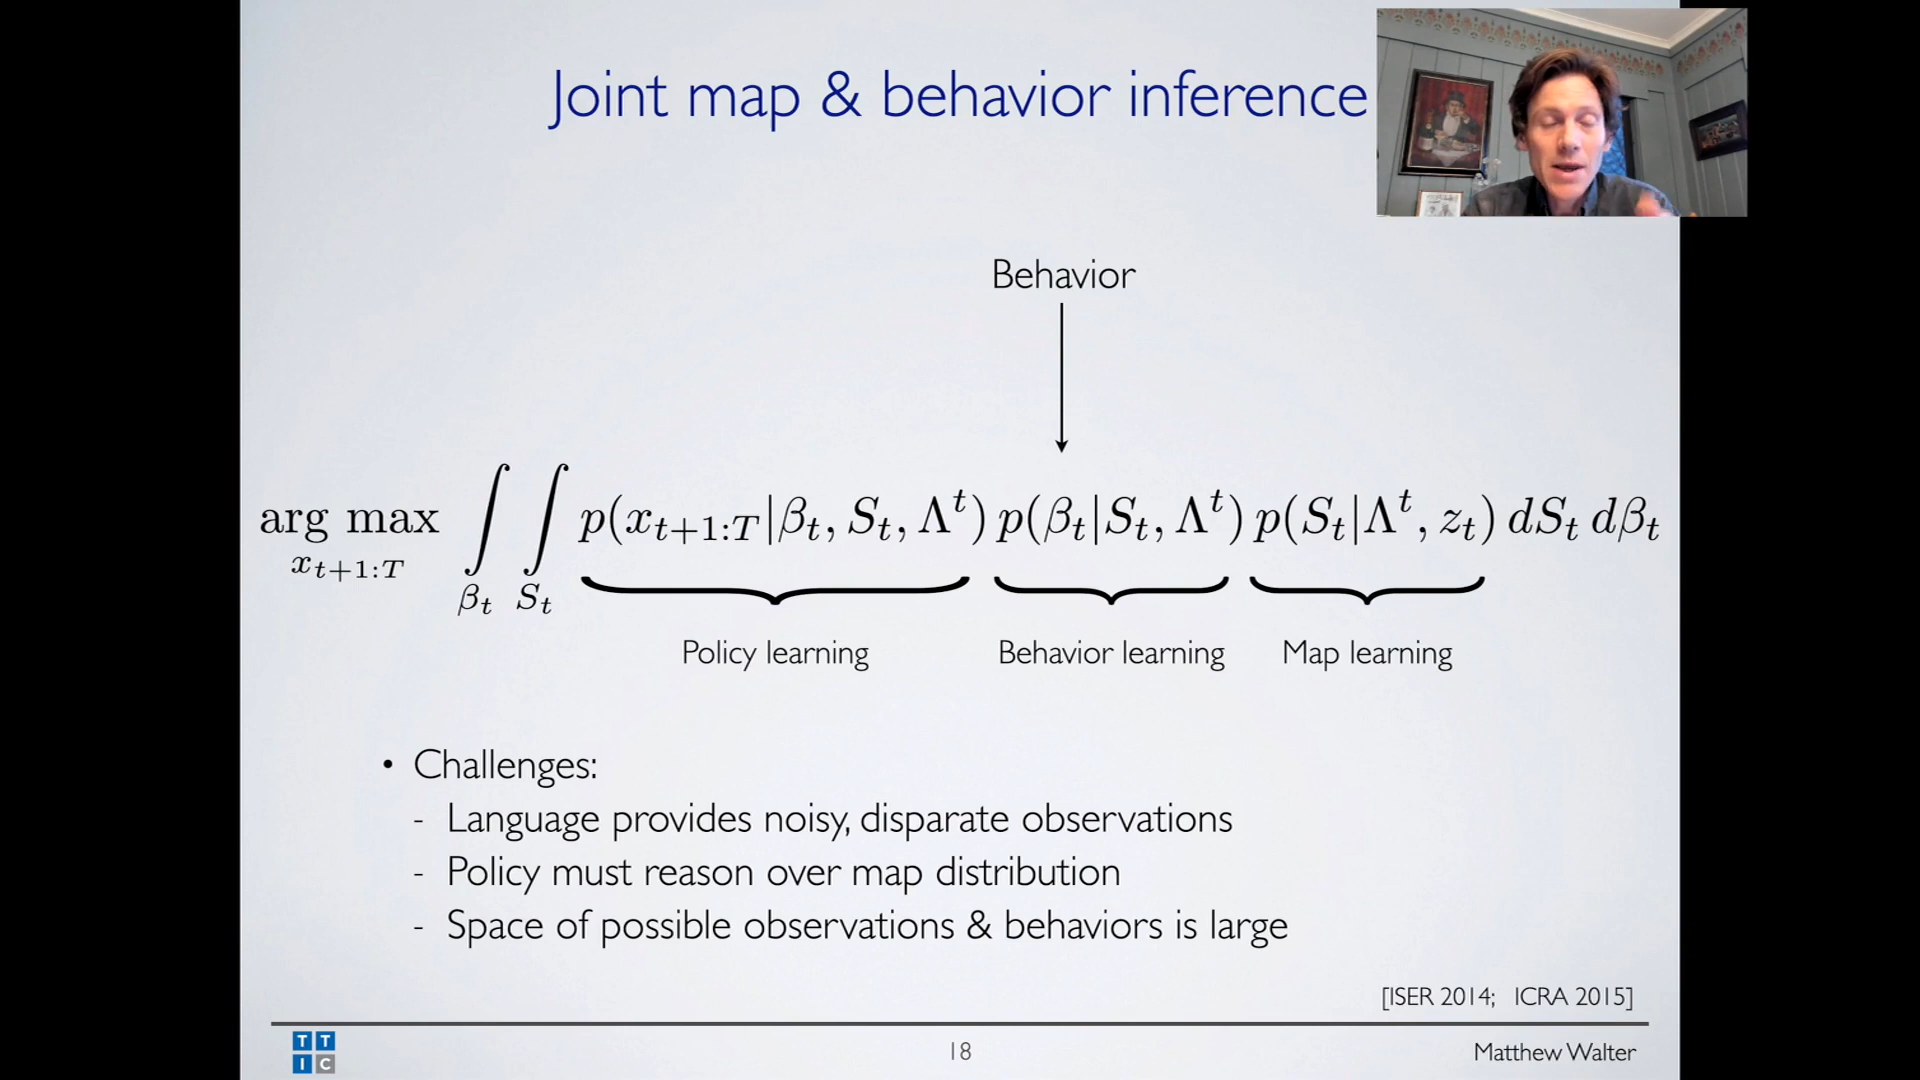 Joint map & behavior inference
Behavior
arg max ∫ ∫ p(x_{t+1:T}|β_t, S_t, Λ^t) p(β_t|S_t, Λ^t) p(S_t|Λ^t, z_t) dS_t dβ_t
x_{t+1:T} β_t S_t
Policy learning Behavior learning Map learning
• Challenges:
- Language provides noisy, disparate observations
- Policy must reason over map distribution
- Space of possible observations & behaviors is large
[ISER 2014; ICRA 2015]
T T
I C
18
Matthew Walter